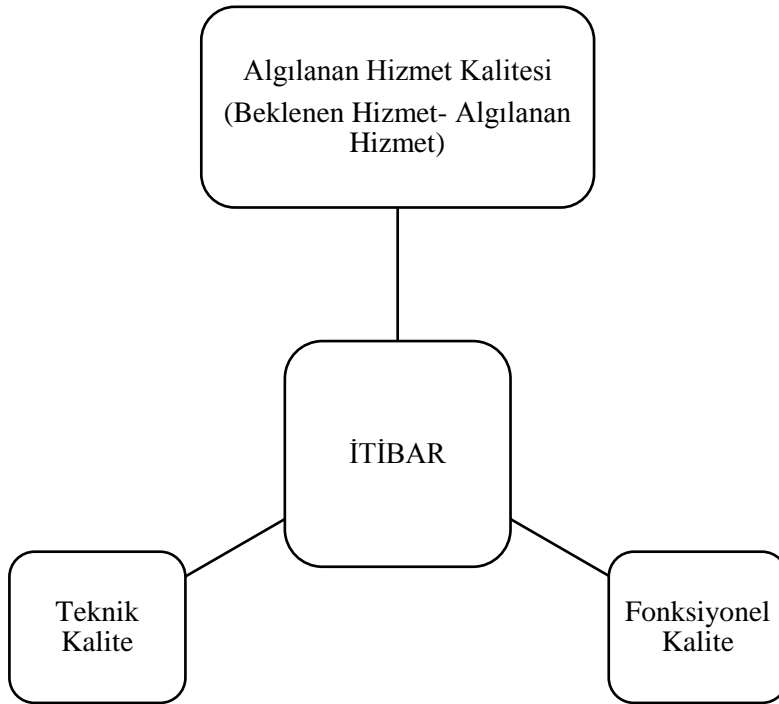 Algılanan Hizmet Kalitesi
(Beklenen Hizmet- Algılanan
Hizmet)
İTİBAR
Teknik
Kalite
Fonksiyonel
Kalite